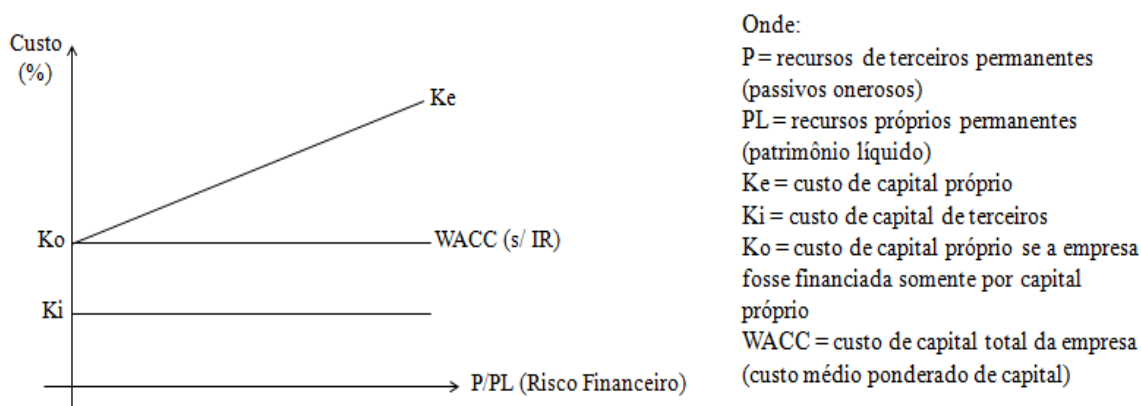 Custo
(%)
Ke
Ko
WACC (s/ IR)
Ki
P/PL (Risco Financeiro)
Onde:
P = recursos de terceiros permanentes
(passivos onerosos)
PL = recursos próprios permanentes
(patrimônio líquido)
Ke = custo de capital próprio
Ki = custo de capital de terceiros
Ko = custo de capital próprio se a empresa
fosse financiada somente por capital
próprio
WACC = custo de capital total da empresa
(custo médio ponderado de capital)